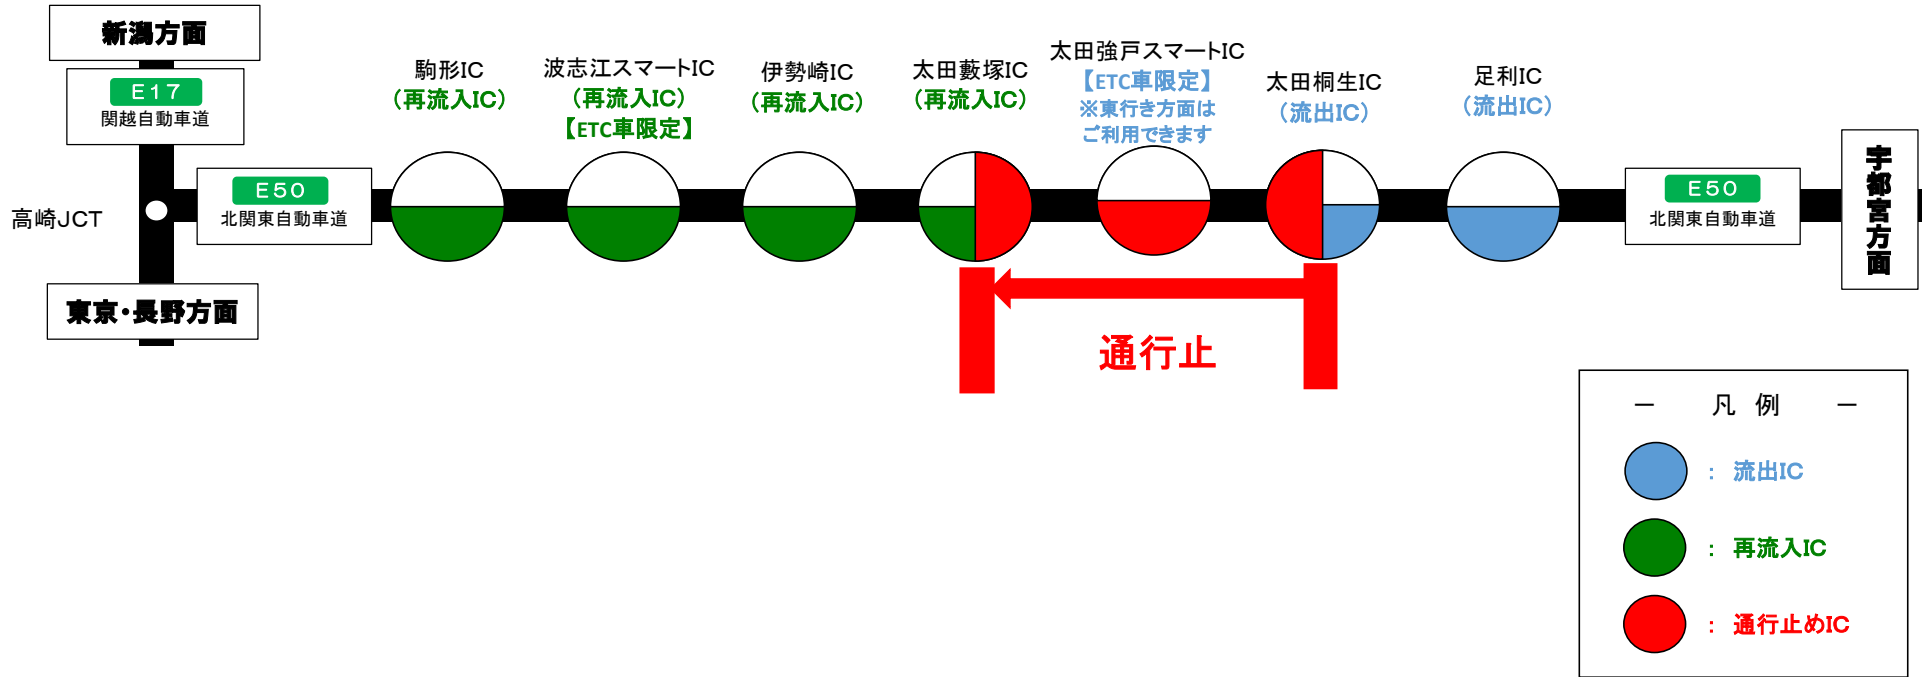 新潟方面
E17
関越自動車道
高崎JCT
東京・長野方面
E50
北関東自動車道
駒形IC
（再流入IC）
波志江スマートIC
（再流入IC）
【ETC車限定】
伊勢崎IC
（再流入IC）
太田藪塚IC
（再流入IC）
太田強戸スマートIC
【ETC車限定】
※東行き方面は
ご利用できます
太田桐生IC
（流出IC）
足利IC
（流出IC）
E50
北関東自動車道
宇都宮方面
通行止
－　凡 例　－
： 流出IC
： 再流入IC
： 通行止めIC